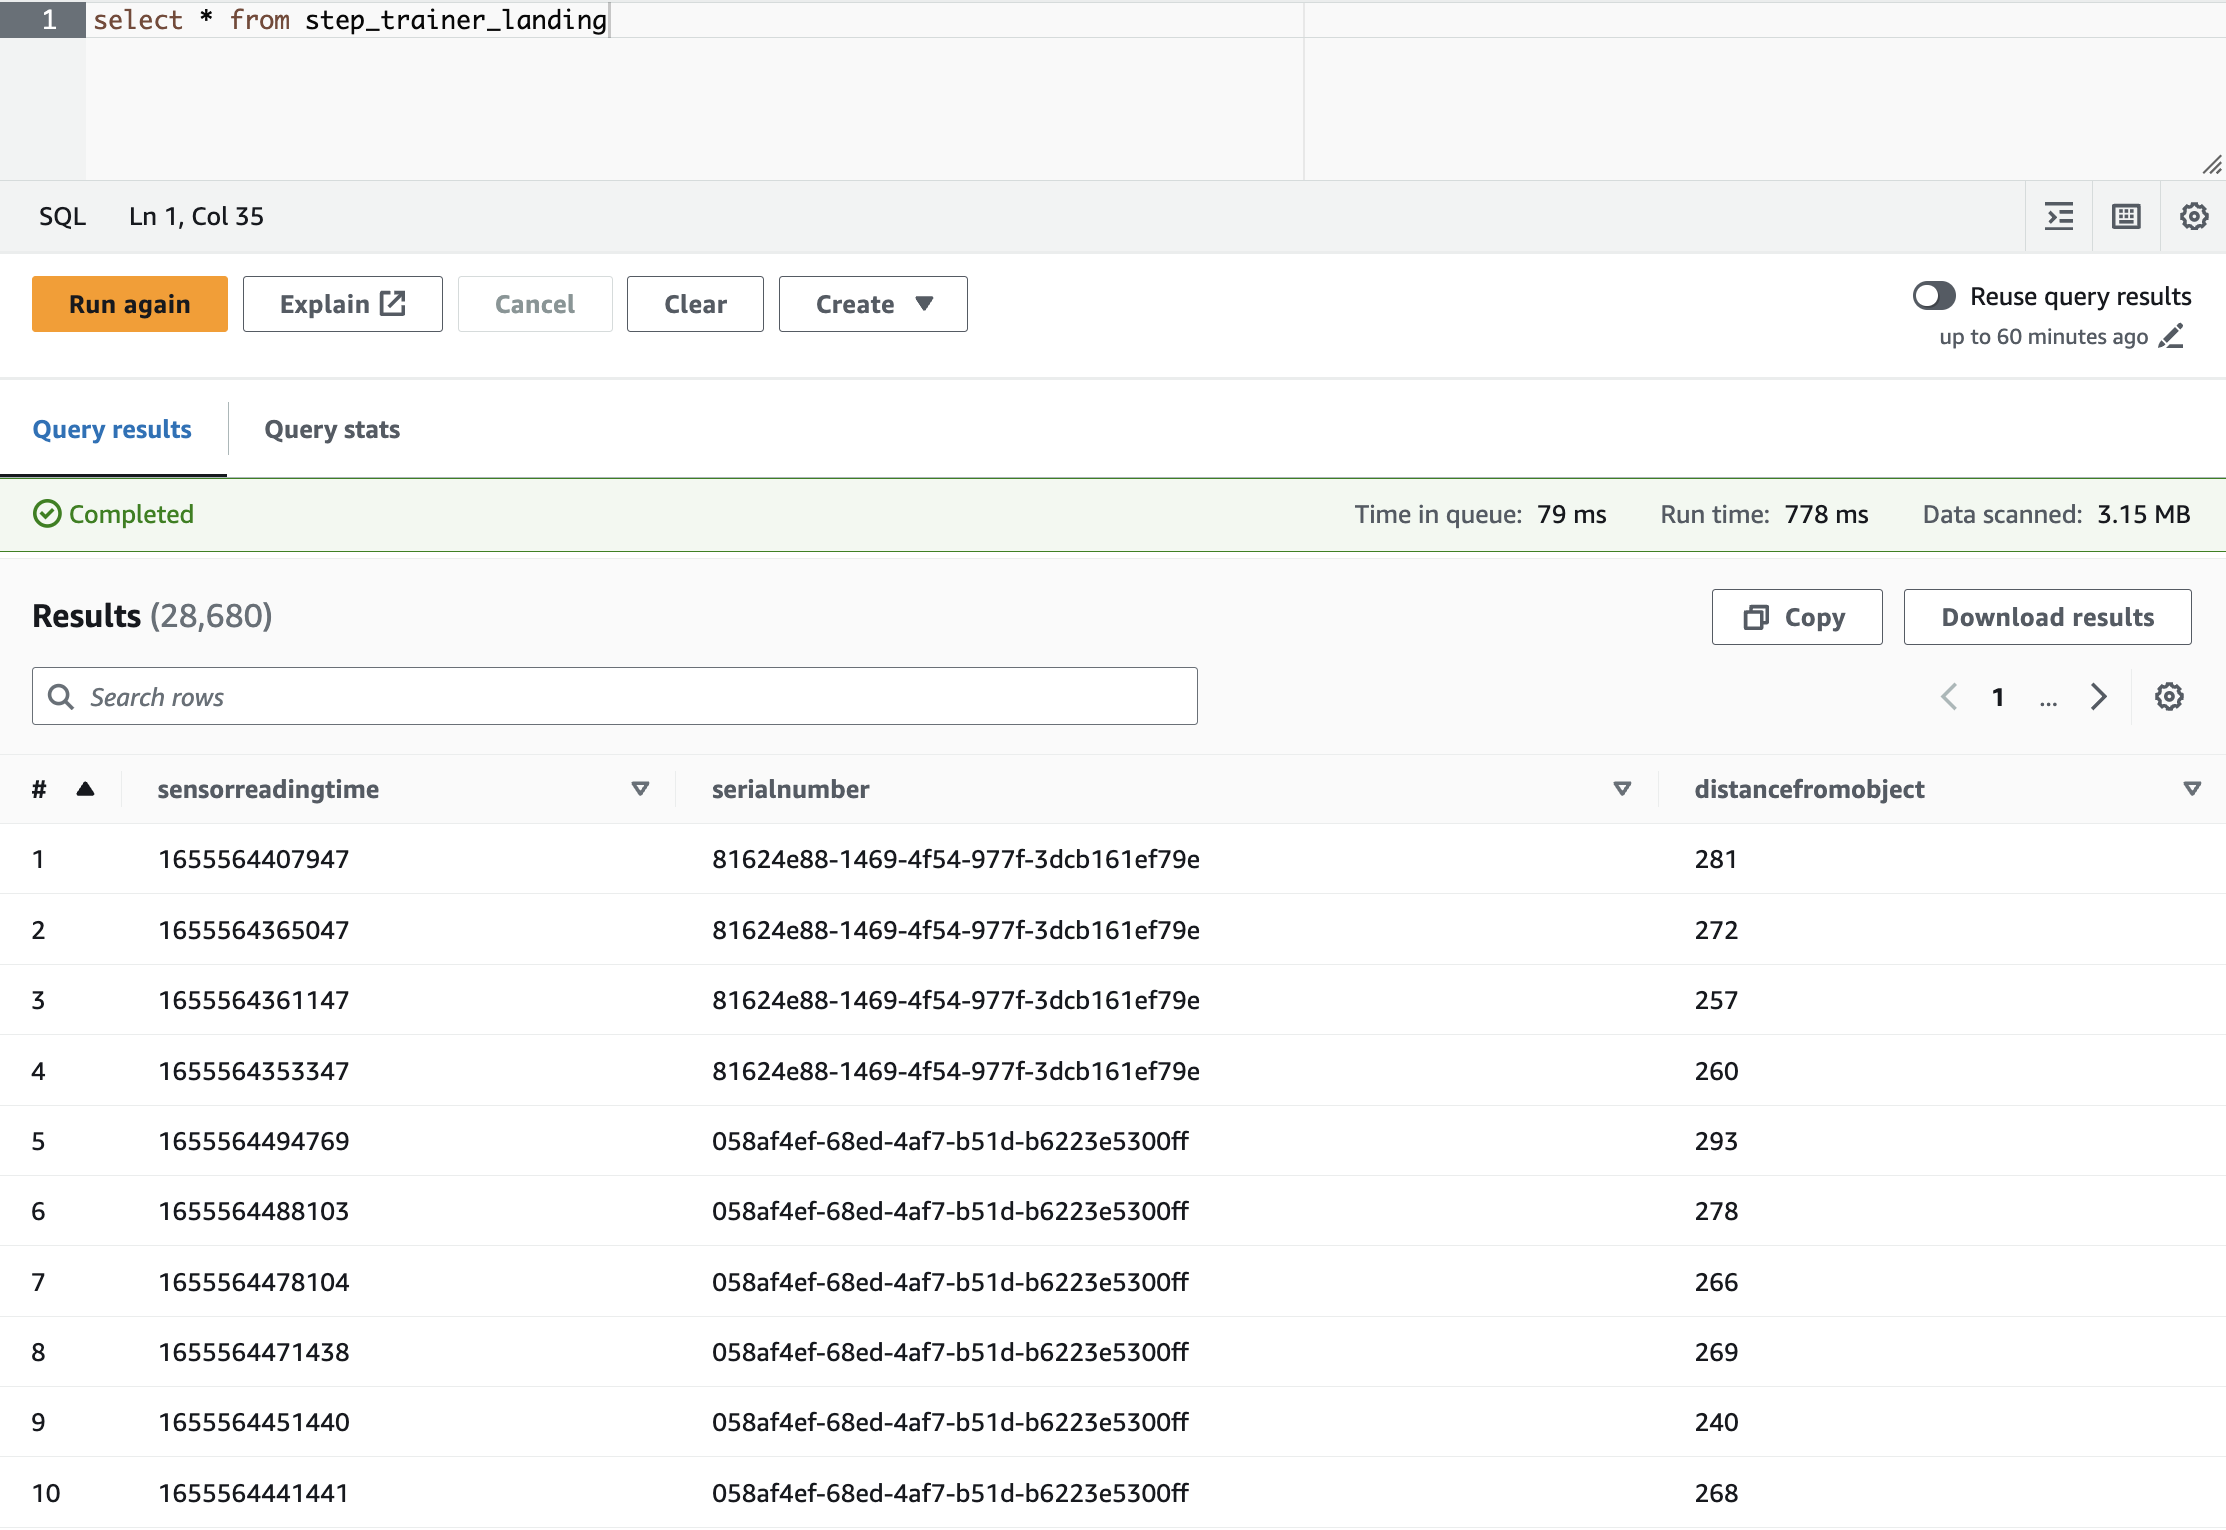 1 select * from step_trainer_landing
SQL Ln 1, Col 35
Run again Explain Cancel Clear Create Reuse query results
up to 60 minutes ago
Query results Query stats
Completed Time in queue: 79 ms Run time: 778 ms Data scanned: 3.15 MB
Results (28,680) Copy Download results
Search rows 1 ...
# sensorreadingtime serialnumber distancefromobject
1 1655564407947 81624e88-1469-4f54-977f-3dcb161ef79e 281
2 1655564365047 81624e88-1469-4f54-977f-3dcb161ef79e 272
3 1655564361147 81624e88-1469-4f54-977f-3dcb161ef79e 257
4 1655564353347 81624e88-1469-4f54-977f-3dcb161ef79e 260
5 1655564494769 058af4ef-68ed-4af7-b51d-b6223e5300ff 293
6 1655564488103 058af4ef-68ed-4af7-b51d-b6223e5300ff 278
7 1655564478104 058af4ef-68ed-4af7-b51d-b6223e5300ff 266
8 1655564471438 058af4ef-68ed-4af7-b51d-b6223e5300ff 269
9 1655564451440 058af4ef-68ed-4af7-b51d-b6223e5300ff 240
10 1655564441441 058af4ef-68ed-4af7-b51d-b6223e5300ff 268